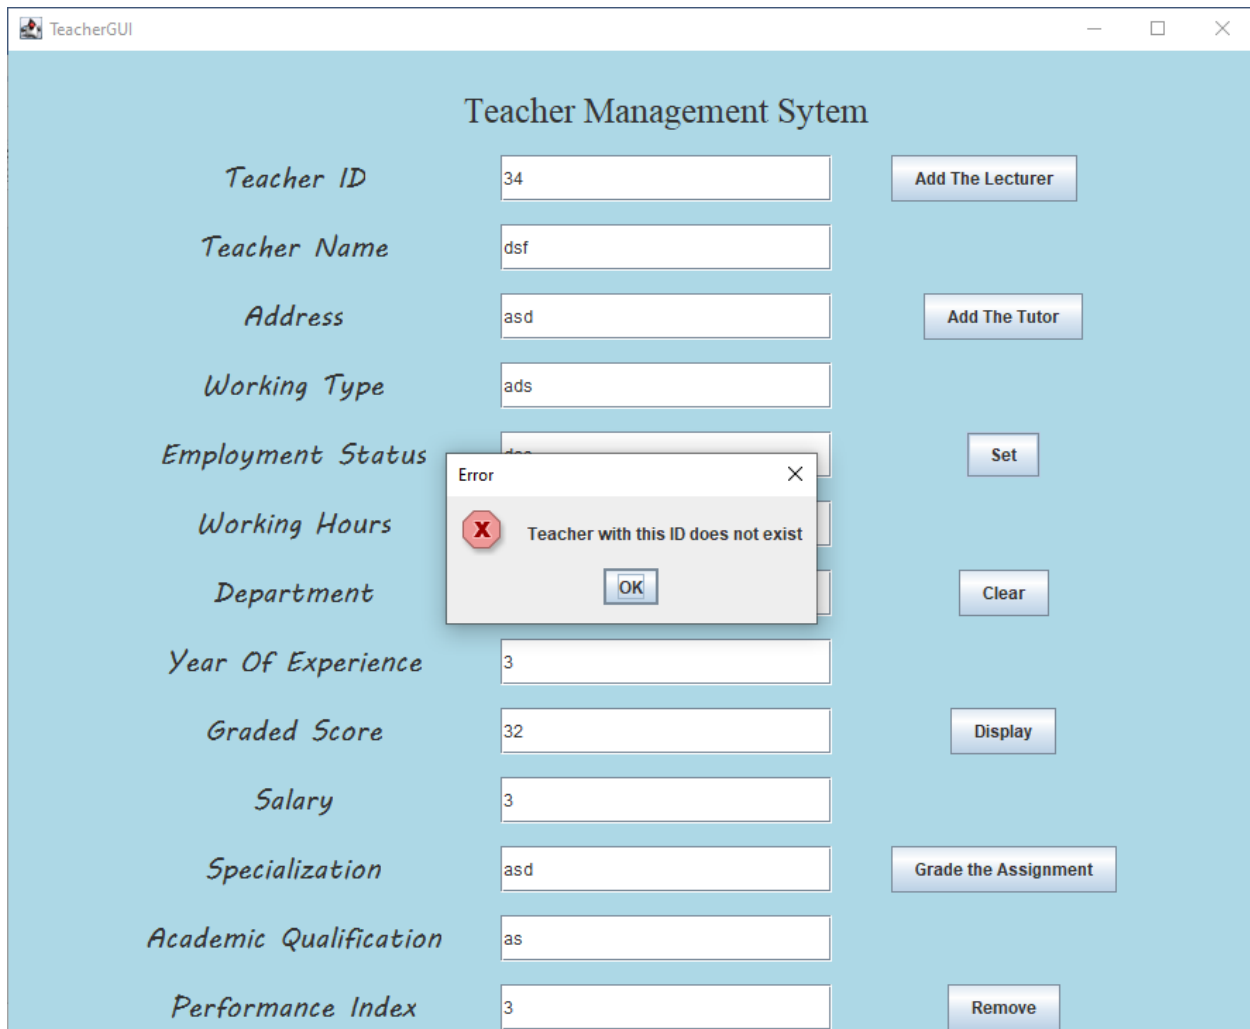 TeacherGUI
Teacher Management Sytem
Teacher ID 34 Add The Lecturer
Teacher Name dsf
Address asd Add The Tutor
Working Type ads
Employment Status Set
Error
Working Hours
Teacher with this ID does not exist
OK
Department Clear
Year Of Experience 3
Graded Score 32 Display
Salary 3
Specialization asd Grade the Assignment
Academic Qualification as
Performance Index 3 Remove